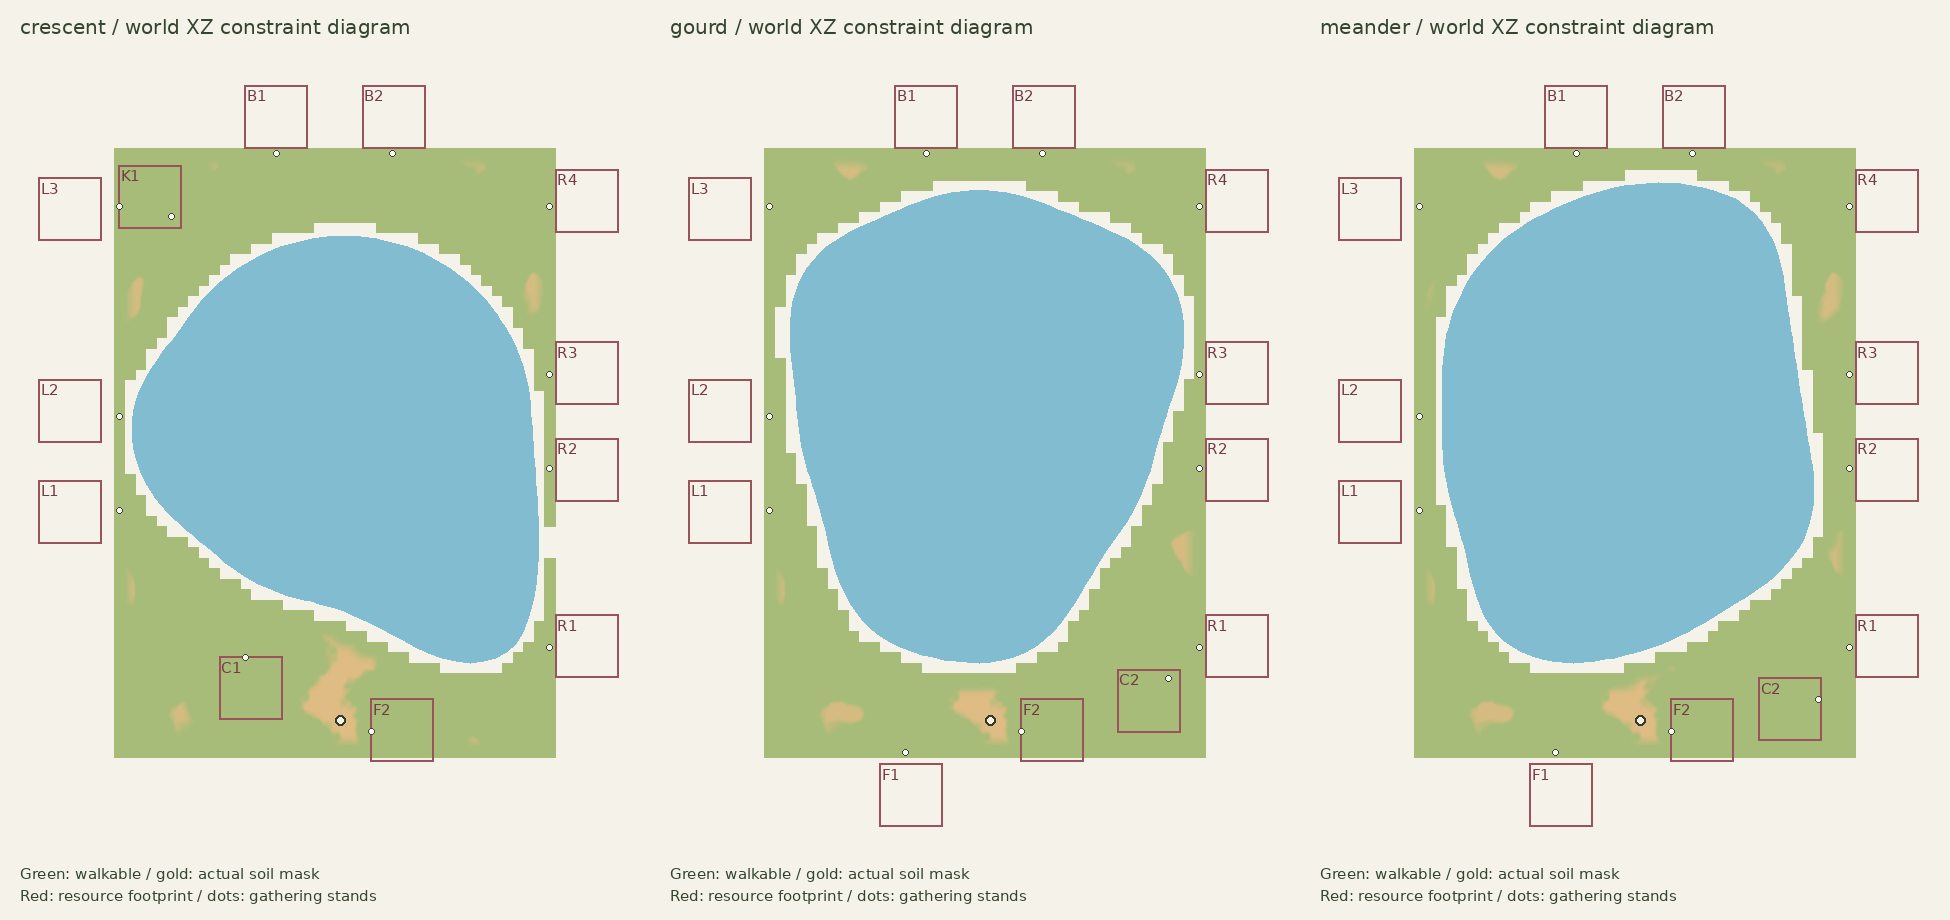 crescent / world XZ constraint diagram
B1
B2
K1
L3
R4
R3
L2
R2
L1
R1
C1
F2
Green: walkable / gold: actual soil mask
Red: resource footprint / dots: gathering stands
gourd / world XZ constraint diagram
B1
B2
L3
R4
R3
L2
R2
L1
R1
C2
F2
F1
Green: walkable / gold: actual soil mask
Red: resource footprint / dots: gathering stands
meander / world XZ constraint diagram
B1
B2
L3
R4
R3
L2
R2
L1
R1
C2
F2
F1
Green: walkable / gold: actual soil mask
Red: resource footprint / dots: gathering stands